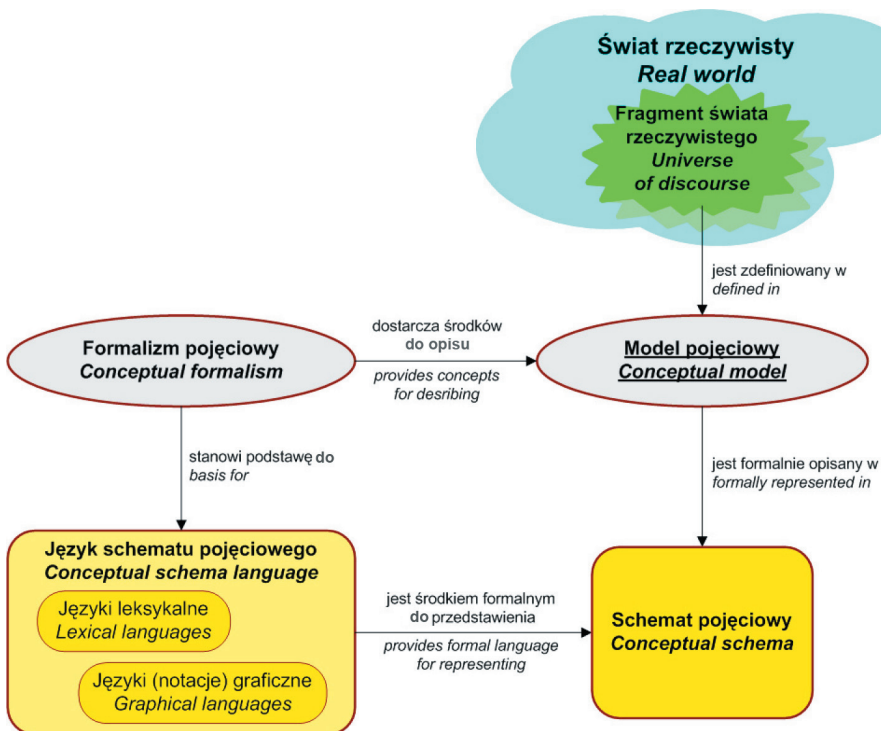 Świat rzeczywisty
Real world
Fragment świata
rzeczywistego
Universe
of discourse
jest zdefiniowany w
defined in
Formalizm pojęciowy
Conceptual formalism
dostarcza środków
do opisu
provides concepts
for desribing
Model pojęciowy
Conceptual model
stanowi podstawę do
basis for
jest formalnie opisany w
formally represented in
Język schematu pojęciowego
Conceptual schema language
Języki leksykalne
Lexical languages
Języki (notacje) graficzne
Graphical languages
jest środkiem formalnym
do przedstawienia
provides formal language
for representing
Schemat pojęciowy
Conceptual schema